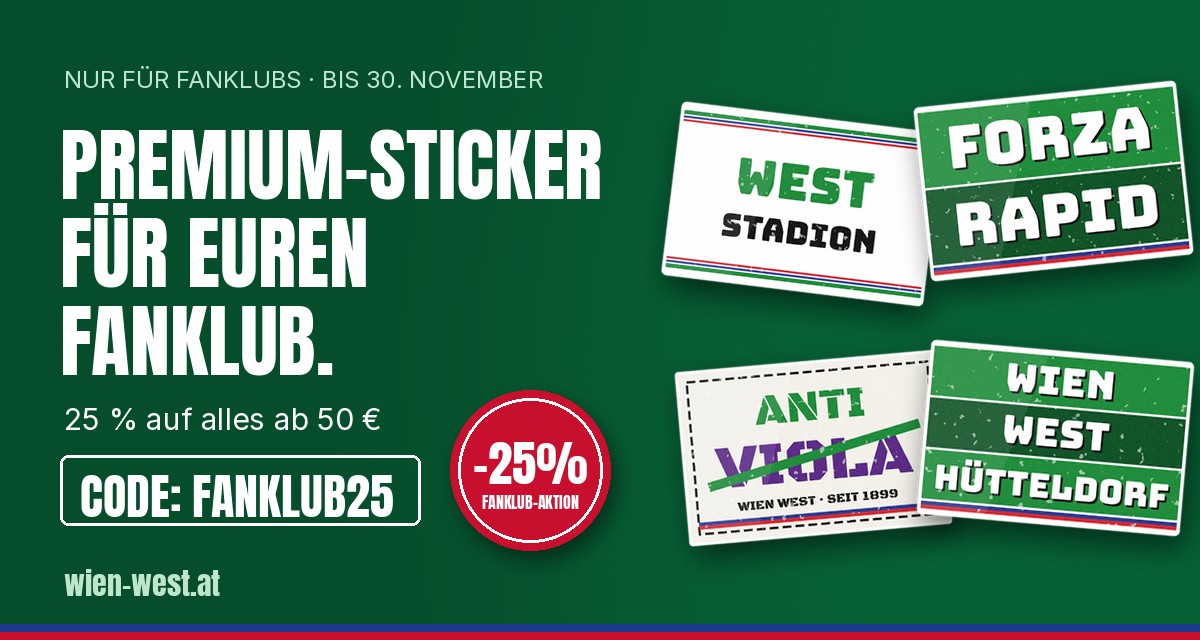 NUR FÜR FANKLUBS · BIS 30. NOVEMBER
PREMIUM-STICKER
FÜR EUREN
FANKLUB.
25 % auf alles ab 50 €
CODE: FANKLUB25
wien-west.at
-25%
FANKLUB-AKTION
WEST
STADION
FORZA
RAPID
ANTI
VIOLA
WIEN WEST · SEIT 1899
WIEN
WEST
HÜTTELDORF